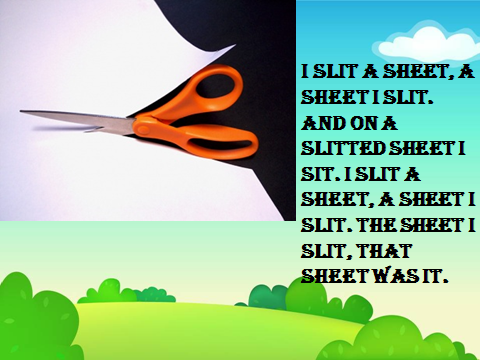 I SLIT A SHEET, A
SHEET I SLIT.
AND ON A
SLITTED SHEET I
SIT. I SLIT A
SHEET, A SHEET I
SLIT. THE SHEET I
SLIT, THAT
SHEET WAS IT.